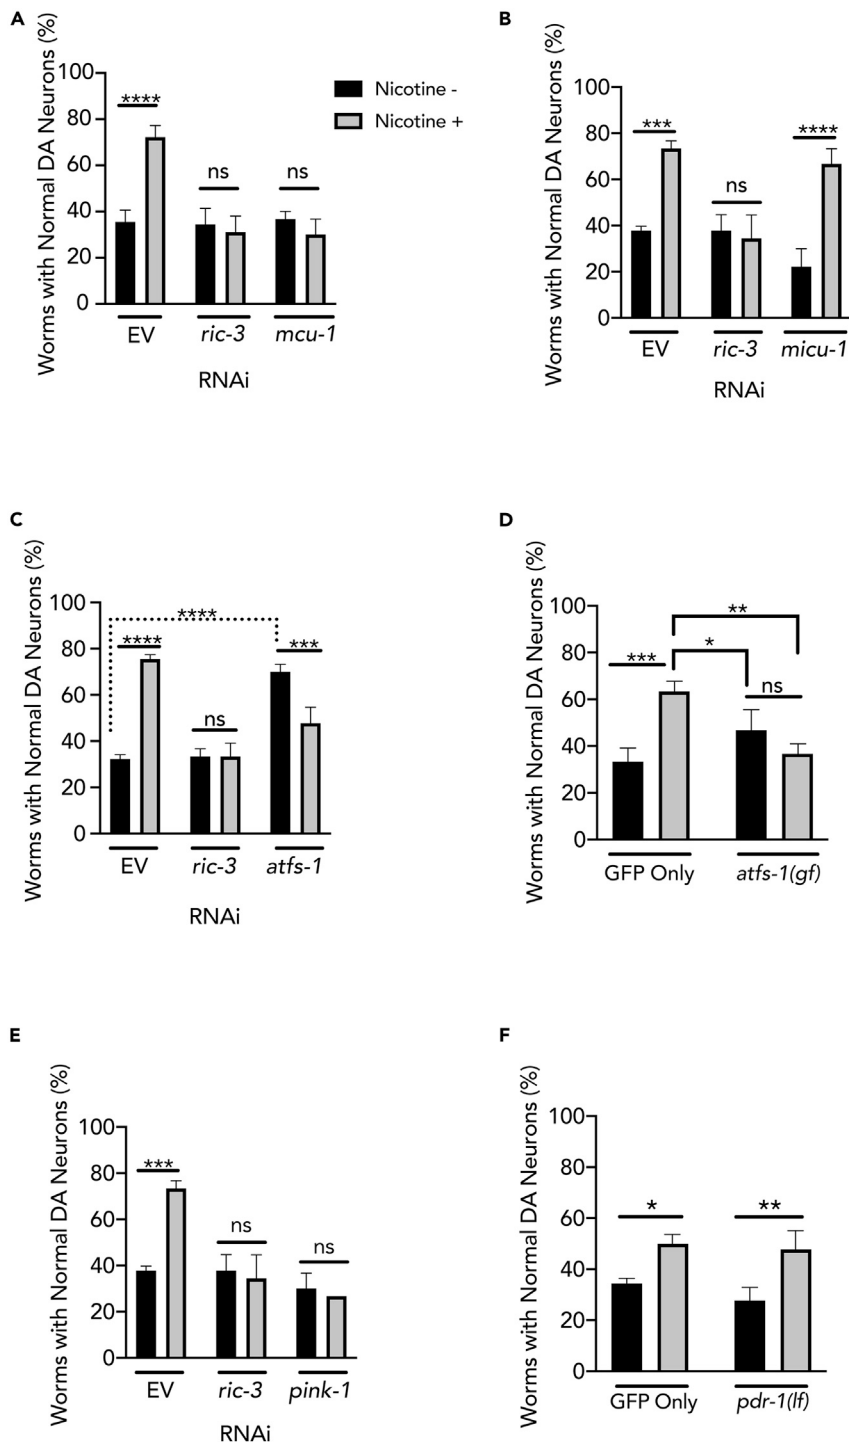 A
Worms with Normal DA Neurons (%)
100
80
60
40
20
0
****
ns
ns
Nicotine -
Nicotine +
EV
ric-3
mcu-1
RNAi
B
Worms with Normal DA Neurons (%)
100
80
60
40
20
0
***
ns
****
EV
ric-3
micu-1
RNAi
C
Worms with Normal DA Neurons (%)
100
80
60
40
20
0
****
****
ns
***
EV
ric-3
atfs-1
RNAi
D
Worms with Normal DA Neurons (%)
100
80
60
40
20
0
**
*
***
ns
GFP Only
atfs-1(gf)
E
Worms with Normal DA Neurons (%)
100
80
60
40
20
0
***
ns
ns
EV
ric-3
pink-1
RNAi
F
Worms with Normal DA Neurons (%)
100
80
60
40
20
0
*
**
GFP Only
pdr-1(lf)